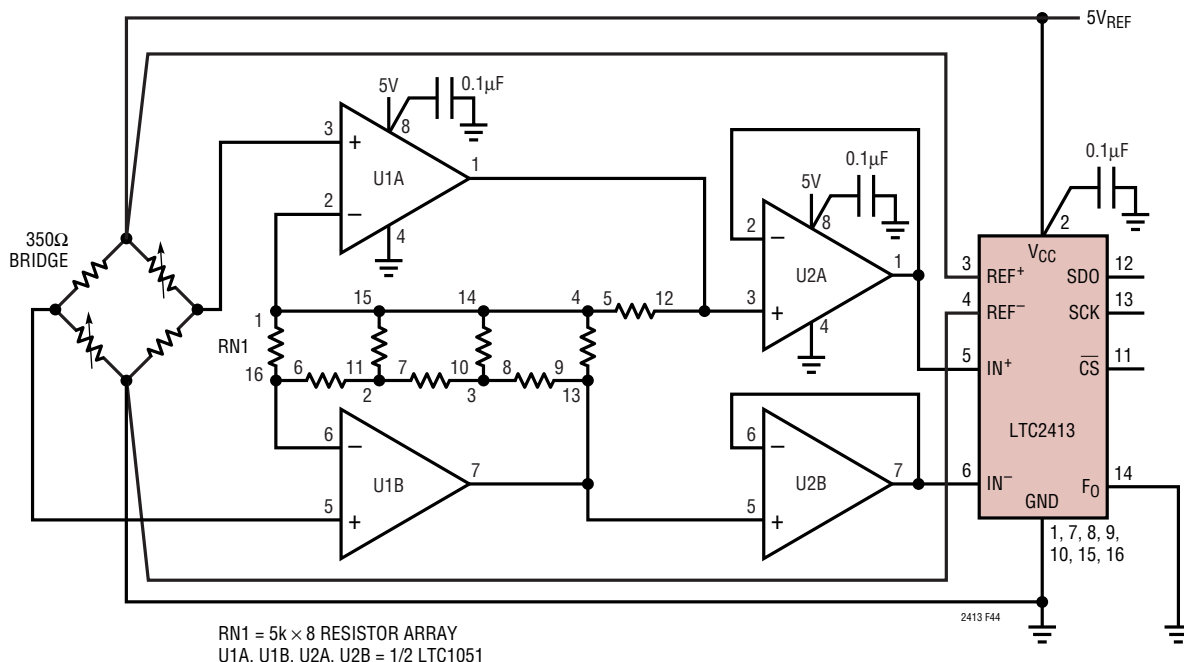 5VREF
5V
0.1µF
3
8
+
U1A
1
2
−
4
350Ω
BRIDGE
5V
0.1µF
8
2
−
U2A
1
3
+
4
0.1µF
2
VCC
3
REF+
SDO
12
4
REF−
SCK
13
5
IN+
CS
11
LTC2413
6
IN−
GND
FO
14
1, 7, 8, 9,
10, 15, 16
1
15
14
4
5
12
RN1
16
6
11
7
10
8
9
2
3
13
6
−
U1B
7
5
+
−
U2B
7
5
+
2413 F44
RN1 = 5k × 8 RESISTOR ARRAY
U1A, U1B, U2A, U2B = 1/2 LTC1051
6